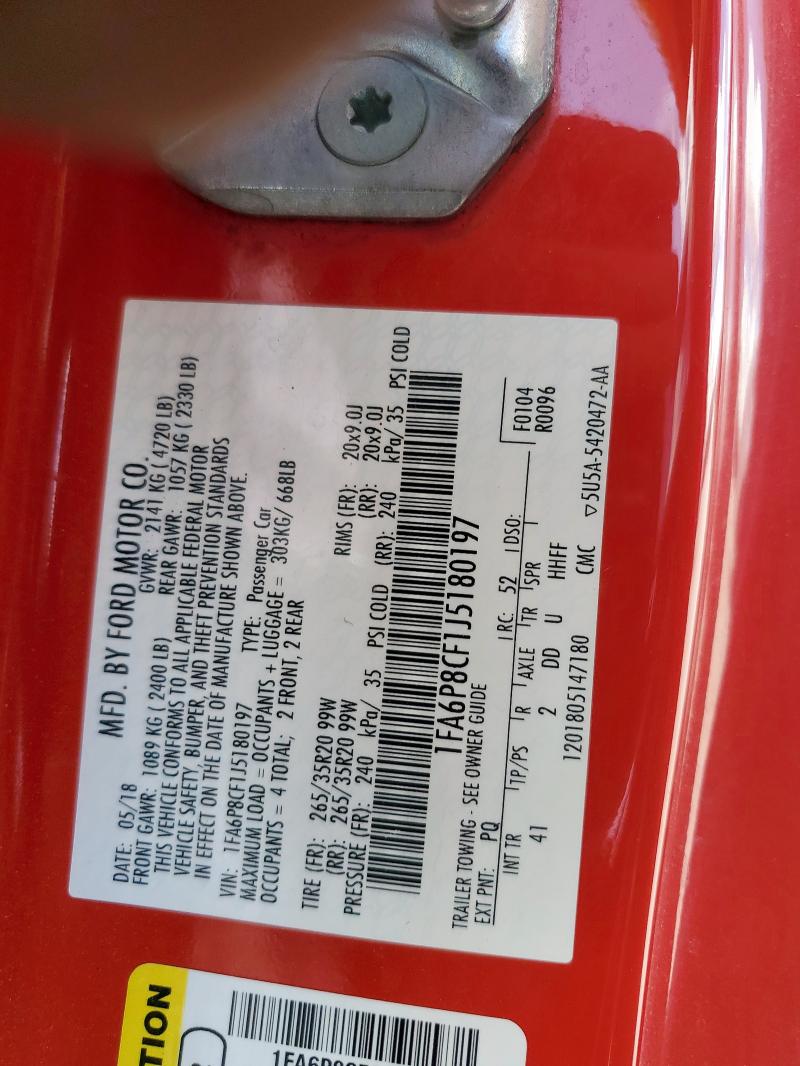 MFD. BY FORD MOTOR CO.
DATE: 05/18 GVWR: 2141 KG ( 4720 LB)
FRONT GAWR: 1089 KG ( 2400 LB) REAR GAWR: 1057 KG ( 2330 LB)
THIS VEHICLE CONFORMS TO ALL APPLICABLE FEDERAL MOTOR
VEHICLE SAFETY, BUMPER, AND THEFT PREVENTION STANDARDS
IN EFFECT ON THE DATE OF MANUFACTURE SHOWN ABOVE.
VIN: 1FA6P8CF1J5180197 TYPE: Passenger Car
MAXIMUM LOAD = OCCUPANTS + LUGGAGE = 303KG/ 668LB
OCCUPANTS = 4 TOTAL; 2 FRONT, 2 REAR
TIRE (FR): 265/35R20 99W RIMS (FR): 20x9.0J
(RR): 265/35R20 99W (RR): 20x9.0J
PRESSURE (FR): 240 kPa/ 35 PSI COLD (RR): 240 kPa/ 35 PSI COLD
1FA6P8CF1J5180197
TRAILER TOWING - SEE OWNER GUIDE
EXT PNT: PQ RC: 52 DSO: F0104
R0096
INT TR TP/PS R AXLE TR SPR
41 2 DD U HHFF
1201805147180 CMC ▽5U5A-5420472-AA
TION